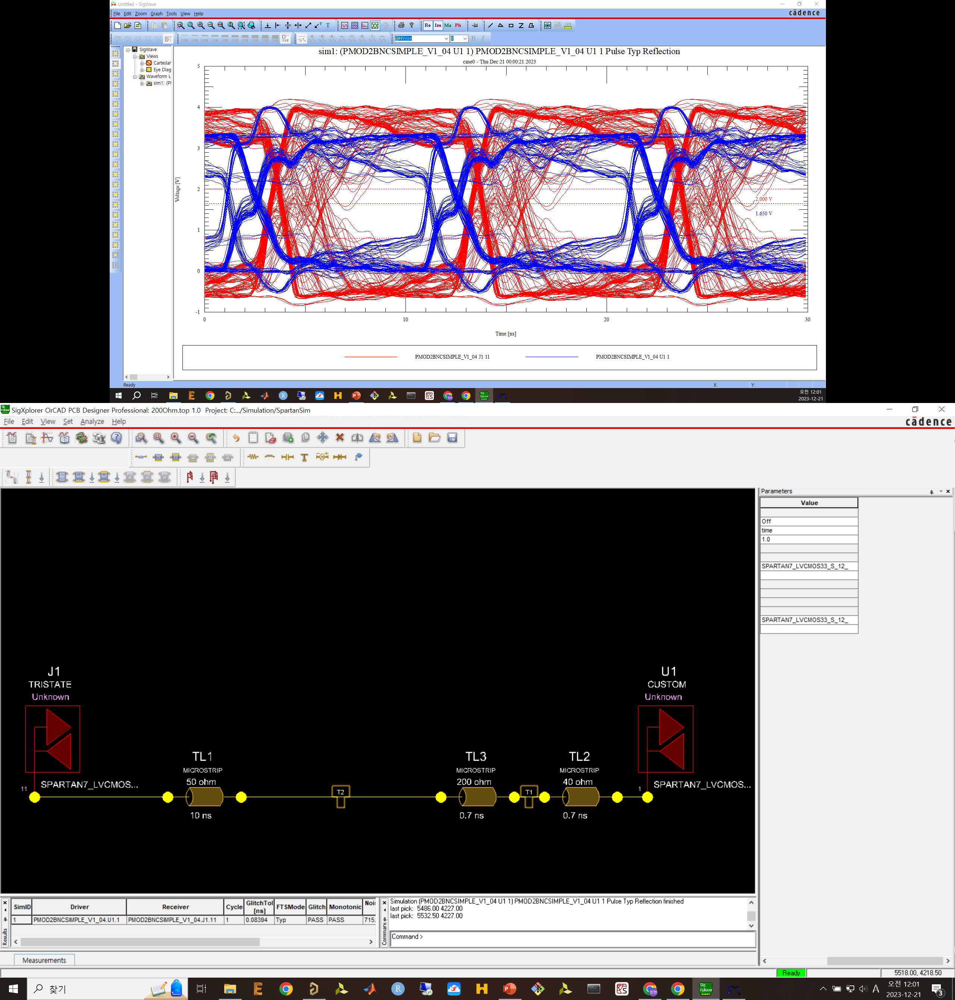 Untitled - SigWave
File Edit Zoom Graph Tools View Help
cādence
Re Im Ma Ph
SigWave
Views
Cartesian
Eye Diag
Waveform L
sim1: (P
sim1: (PMOD2BNCSIMPLE_V1_04 U1 1) PMOD2BNCSIMPLE_V1_04 U1 1 Pulse Typ Reflection
case0 - Thu Dec 21 00:00:21 2023
Voltage [V]
5
4
3
2
1
0
-1
2.000 V
1.650 V
0 10 20 30
Time [ns]
PMOD2BNCSIMPLE_V1_04 J1 11 PMOD2BNCSIMPLE_V1_04 U1 1
Ready X: Y:
오전 12:01
2023-12-21
SigXplorer OrCAD PCB Designer Professional: 200Ohm.top 1.0 Project: C:.../Simulation/SpartanSim
File Edit View Set Analyze Help
cādence
Parameters
Value
Off
time
1.0
SPARTAN7_LVCMOS33_S_12_
SPARTAN7_LVCMOS33_S_12_
J1
TRISTATE
Unknown
11
SPARTAN7_LVCMOS...
TL1
MICROSTRIP
50 ohm
10 ns
T2
TL3
MICROSTRIP
200 ohm
0.7 ns
T1
TL2
MICROSTRIP
40 ohm
0.7 ns
U1
CUSTOM
Unknown
1
SPARTAN7_LVCMOS...
Results
SimID Driver Receiver Cycle GlitchTol [ns] FTSMode Glitch Monotonic Noi
1 PMOD2BNCSIMPLE_V1_04.U1.1 PMOD2BNCSIMPLE_V1_04.J1.11 1 0.08394 Typ PASS PASS 715.
Measurements
Command
Simulation (PMOD2BNCSIMPLE_V1_04 U1 1) PMOD2BNCSIMPLE_V1_04 U1 1 Pulse Typ Reflection finished
last pick: 5486.00 4227.00
last pick: 5532.50 4227.00
Command >
Ready 5518.00, 4218.50
찾기
A
오전 12:01
2023-12-21
3